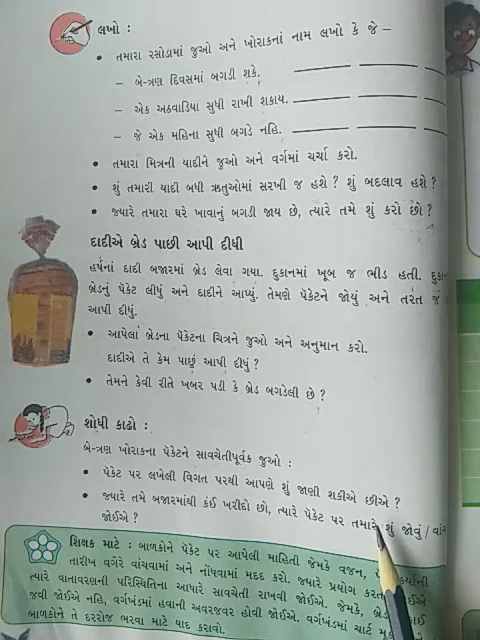 લખો :
• તમારા રસોડામાં જુઓ અને ખોરાકનાં નામ લખો કે જે –
– બે-ત્રણ દિવસમાં બગડી શકે.
– એક અઠવાડિયા સુધી રાખી શકાય.
– જે એક મહિના સુધી બગડે નહિ.
• તમારા મિત્રની યાદીને જુઓ અને વર્ગમાં ચર્ચા કરો.
• શું તમારી યાદી બધી ઋતુઓમાં સરખી જ હશે ? શું બદલાવ હશે ?
• જ્યારે તમારા ઘરે ખાવાનું બગડી જાય છે, ત્યારે તમે શું કરો છો ?
દાદીએ બ્રેડ પાછી આપી દીધી
હર્ષનાં દાદી બજારમાં બ્રેડ લેવા ગયા. દુકાનમાં ખૂબ જ ભીડ હતી.
બ્રેડનું પૅકેટ લીધું અને દાદીને આપ્યું. તેમણે પૅકેટને જોયું અને તરત જ
આપી દીધું.
• આપેલાં બ્રેડના પૅકેટના ચિત્રને જુઓ અને અનુમાન કરો.
દાદીએ તે કેમ પાછું આપી દીધું ?
• તેમને કેવી રીતે ખબર પડી કે બ્રેડ બગડેલી છે ?
શોધી કાઢો :
બે-ત્રણ ખોરાકના પૅકેટને સાવચેતીપૂર્વક જુઓ :
• પૅકેટ પર લખેલી વિગત પરથી આપણે શું જાણી શકીએ છીએ ?
• જ્યારે તમે બજારમાંથી કંઈ ખરીદો છો, ત્યારે પૅકેટ પર તમારે શું જોવું /
જોઈએ ?
શિક્ષક માટે : બાળકોને પૅકેટ પર આપેલી માહિતી જેમકે વજન,
તારીખ વગેરે વાંચવામાં અને નોંધવામાં મદદ કરો. જ્યારે પ્રયોગ
ત્યારે વાતાવરણની પરિસ્થિતિના આધારે સાવચેતી રાખવી જોઈએ. જેમકે, બ્રેડ
જવી જોઈએ નહિ, વર્ગખંડમાં હવાની અવરજવર હોવી જોઈએ. વર્ગખંડમાં ચાર્ટ
બાળકોને તે દરરોજ ભરવા માટે યાદ કરાવો.